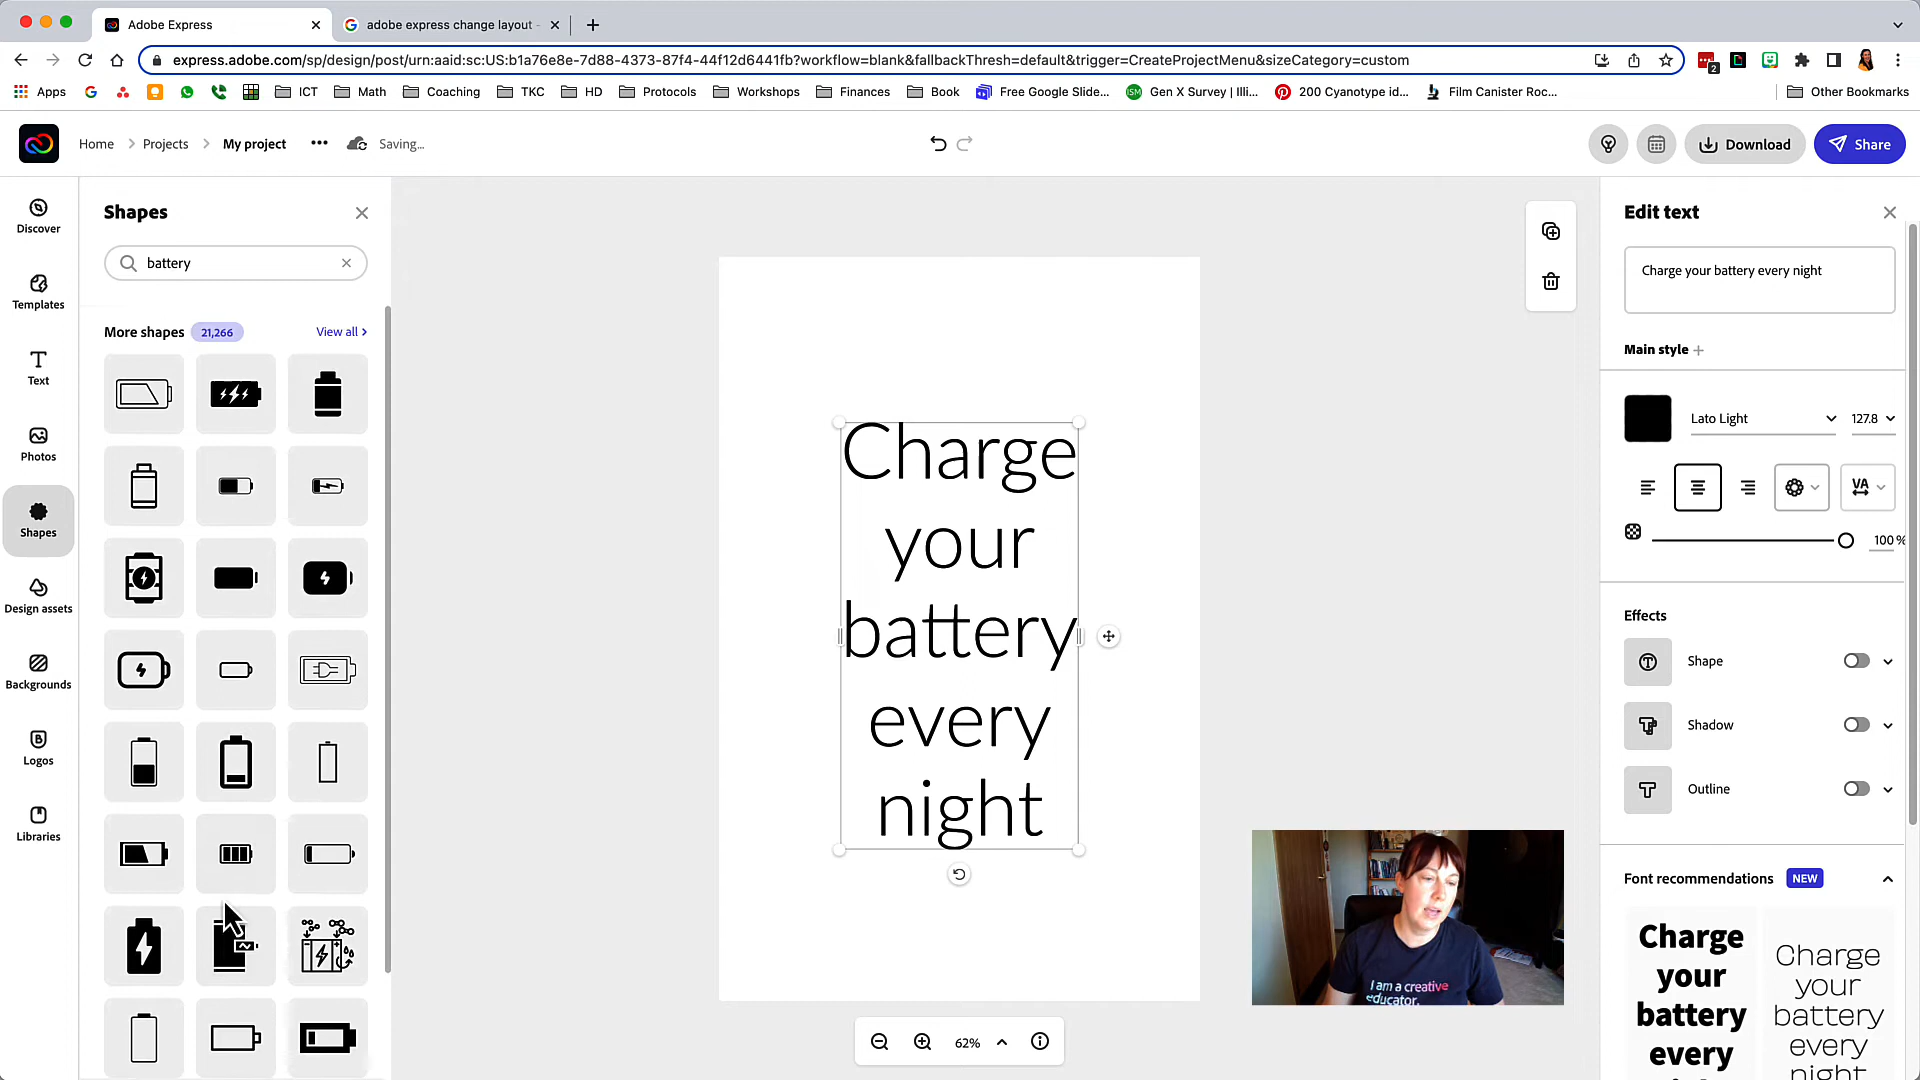 Adobe Express
adobe express change layout -
express.adobe.com/sp/design/post/urn:aaid:sc:US:b1a76e8e-7d88-4373-87f4-44f12d6441fb?workflow=blank&fallbackThresh=default&trigger=CreateProjectMenu&sizeCategory=custom
2
Apps
ICT
Math
Coaching
TKC
HD
Protocols
Workshops
Finances
Book
Free Google Slide...
ISM
Gen X Survey | Illi...
200 Cyanotype id...
Film Canister Roc...
Other Bookmarks
Home
Projects
My project
Saving...
Download
Share
Discover
Templates
Text
Photos
Shapes
Design assets
Backgrounds
Logos
Libraries
Shapes
battery
More shapes
21,266
View all
Charge
your
battery
every
night
62%
I am a creative
educator.
Edit text
Charge your battery every night
Main style
Lato Light
127.8
VA
100 %
Effects
Shape
Shadow
Outline
Font recommendations
NEW
Charge
your
battery
every
Charge
your
battery
every
night